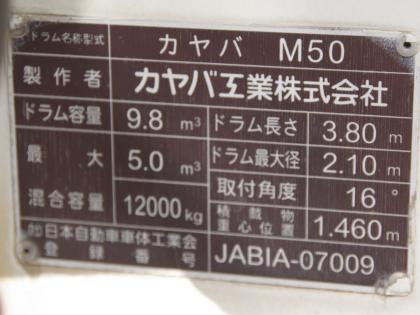 ドラム名称型式 カヤバ M50
製作者 カヤバ工業株式会社
ドラム容量 9.8 m³ ドラム長さ 3.80 m
最大 5.0 m³ ドラム最大径 2.10 m
混合容量 12000kg 取付角度 16°
積載物重心位置 1.460m
㈳日本自動車車体工業会
登録番号 JABIA-07009